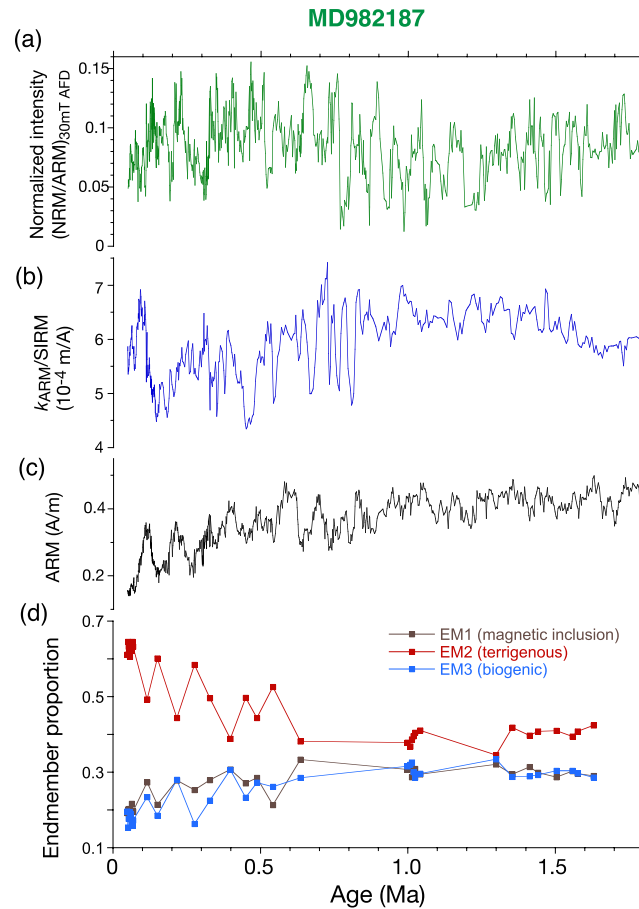 MD982187
(a)
Normalized intensity
(NRM/ARM)30mT AFD
0.15
0.1
0.05
0
(b)
kARM/SIRM
(10-4 m/A)
7
6
5
4
(c)
ARM (A/m)
0.4
0.2
(d)
Endmember proportion
0.7
0.5
0.3
0.1
EM1 (magnetic inclusion)
EM2 (terrigenous)
EM3 (biogenic)
0 0.5 1.0 1.5
Age (Ma)